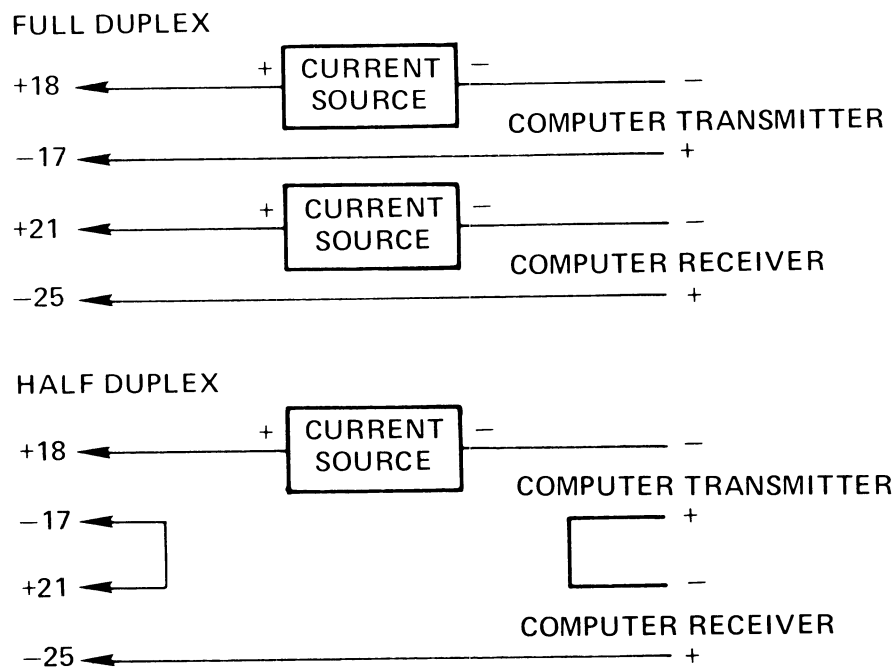 FULL DUPLEX
+18 + CURRENT SOURCE − −
COMPUTER TRANSMITTER
−17 +
+21 + CURRENT SOURCE − −
COMPUTER RECEIVER
−25 +
HALF DUPLEX
+18 + CURRENT SOURCE − −
COMPUTER TRANSMITTER
−17 +
+21 −
COMPUTER RECEIVER
−25 +